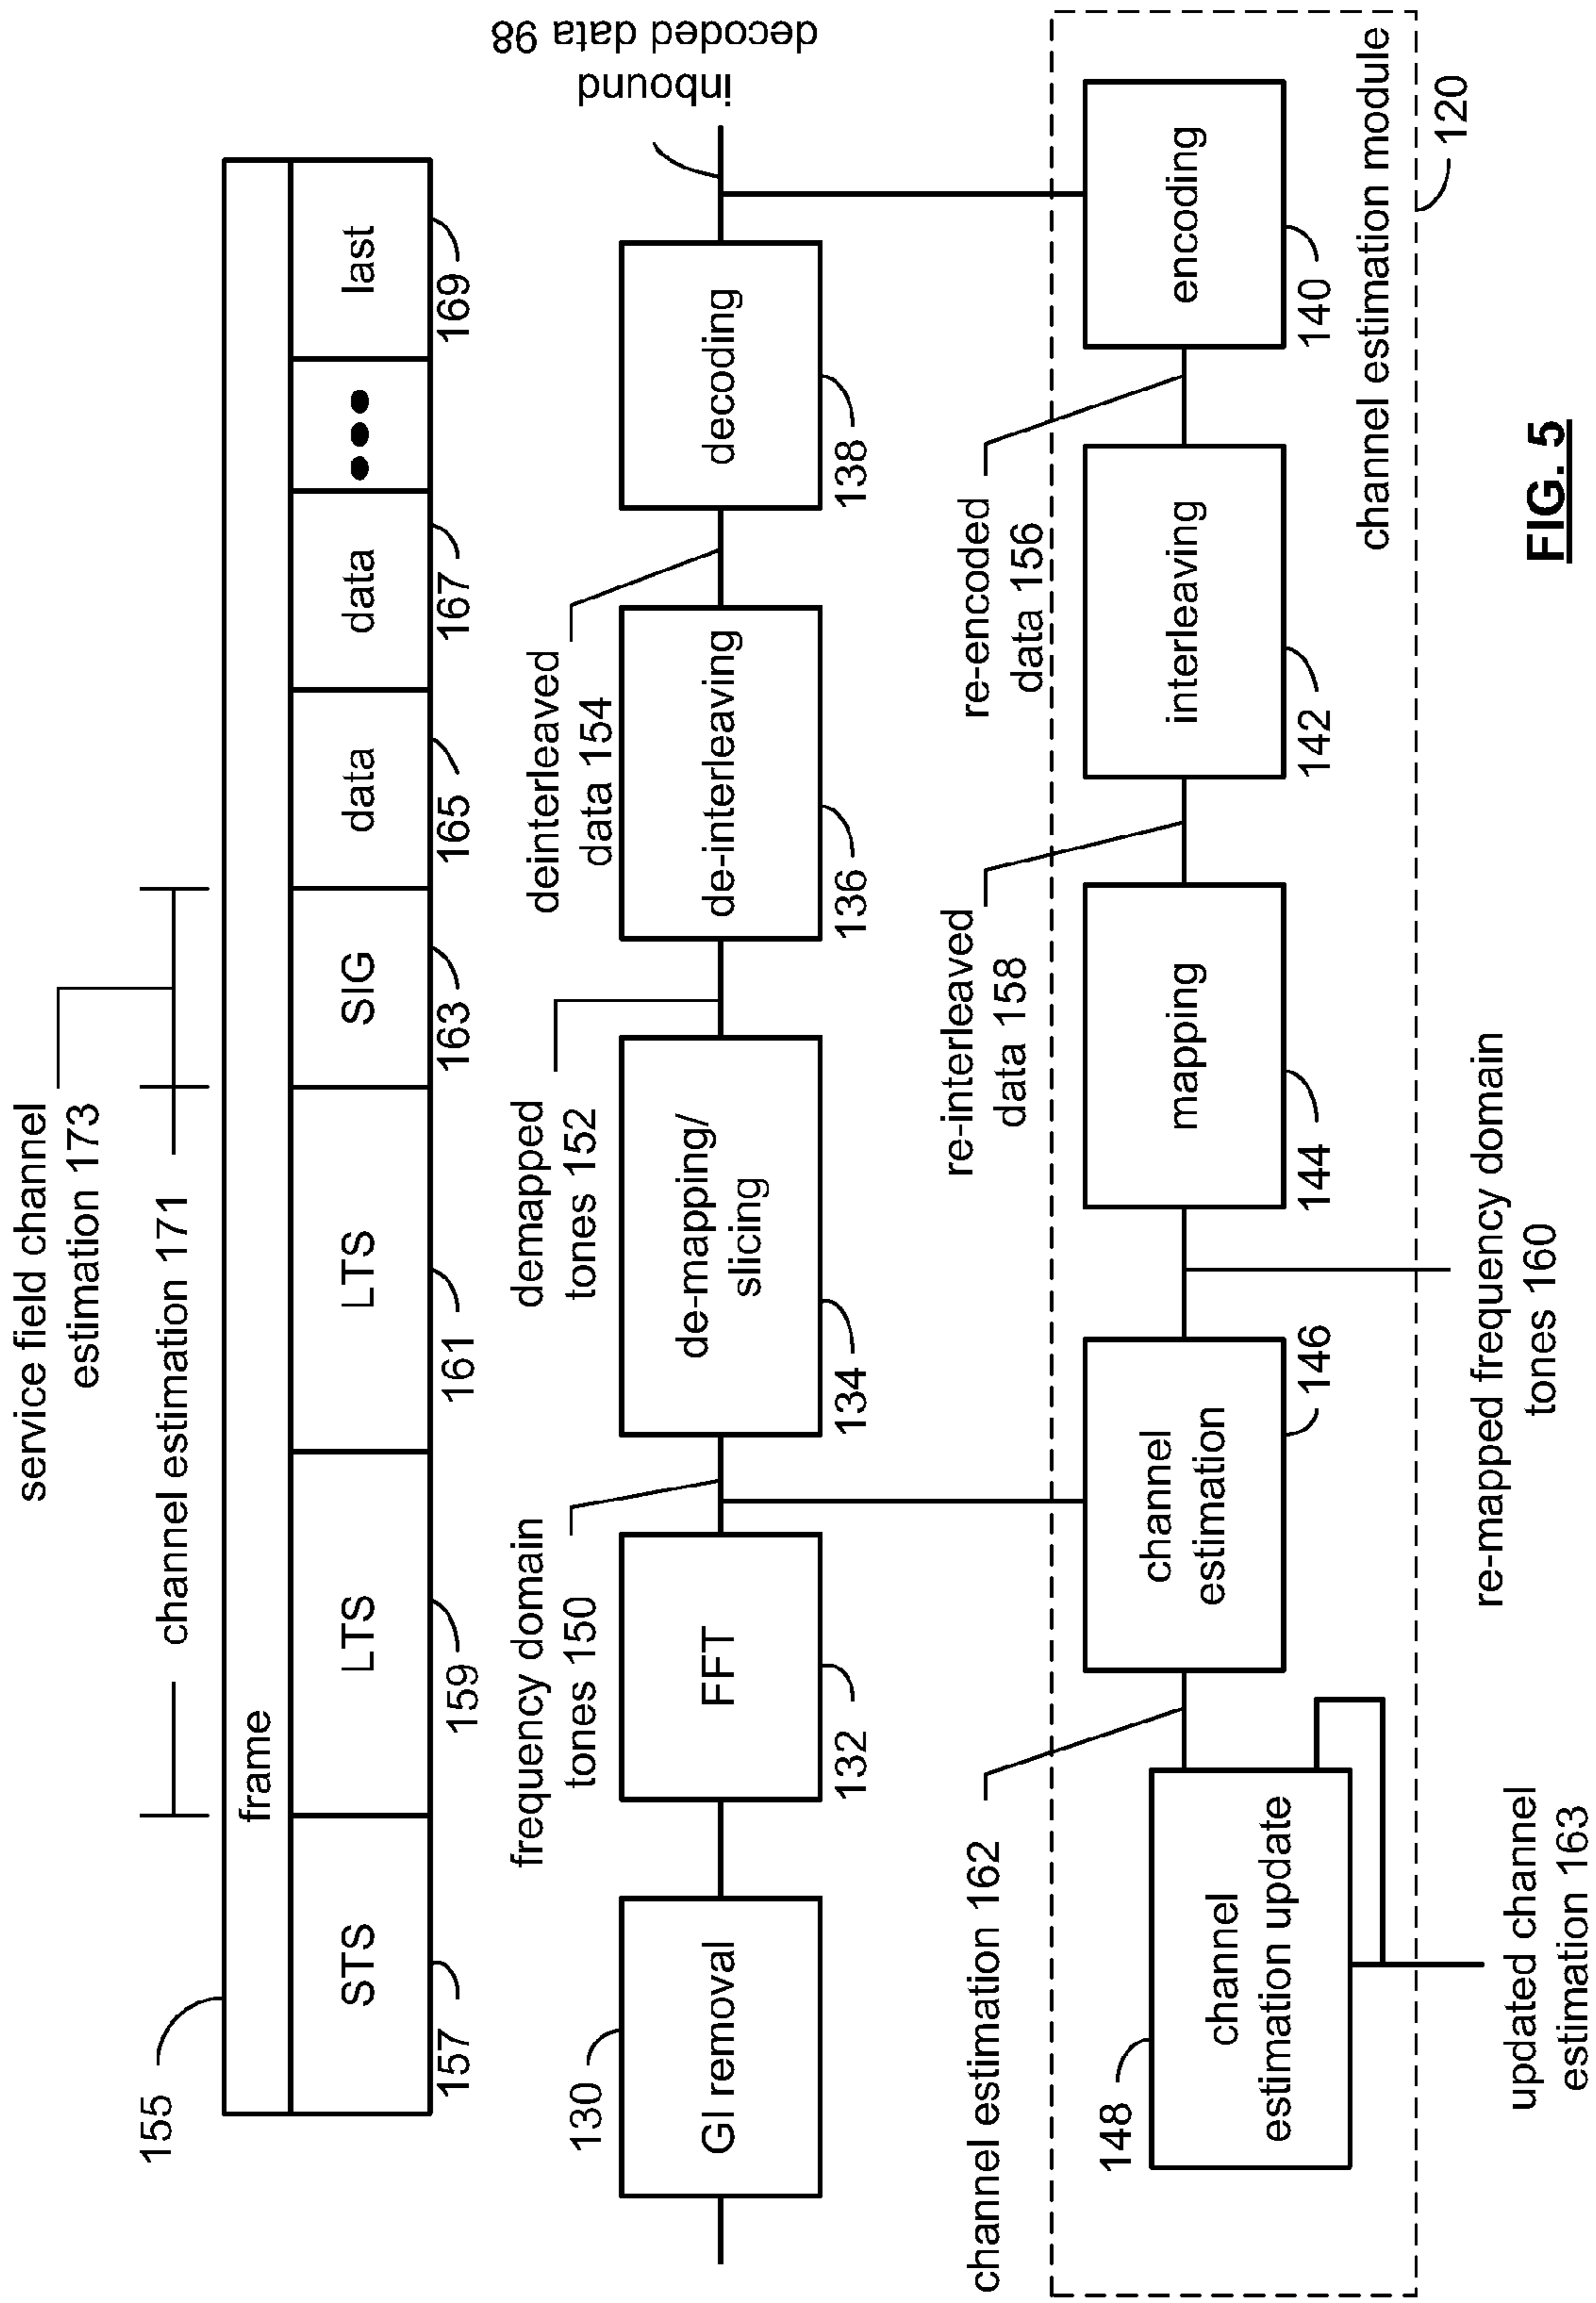 service field channel
estimation 173
channel estimation 171
155
frame
STS
LTS
LTS
SIG
data
data
last
157
159
161
163
165
167
169
frequency domain
tones 150
demapped
tones 152
deinterleaved
data 154
inbound
decoded data 98
130
GI removal
FFT
de-mapping/
slicing
de-interleaving
decoding
132
134
136
138
channel estimation 162
re-interleaved
data 158
re-encoded
data 156
148
channel
estimation update
channel
estimation
mapping
interleaving
encoding
146
144
142
140
channel estimation module
120
updated channel
estimation 163
re-mapped frequency domain
tones 160
FIG. 5